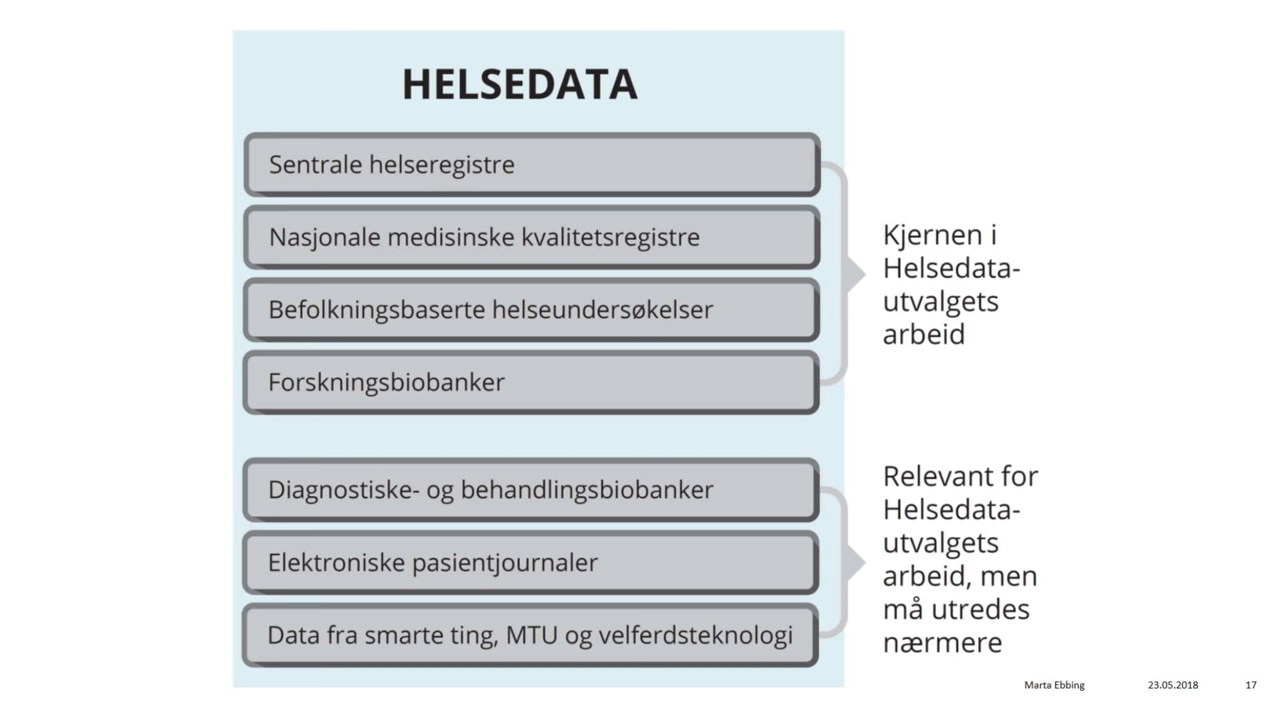 HELSEDATA
Sentrale helseregistre
Nasjonale medisinske kvalitetsregistre
Befolkningsbaserte helseundersøkelser
Forskningsbiobanker
Kjernen i
Helsedata-
utvalgets
arbeid
Diagnostiske- og behandlingsbiobanker
Elektroniske pasientjournaler
Data fra smarte ting, MTU og velferdsteknologi
Relevant for
Helsedata-
utvalgets
arbeid, men
må utredes
nærmere
Marta Ebbing 23.05.2018 17